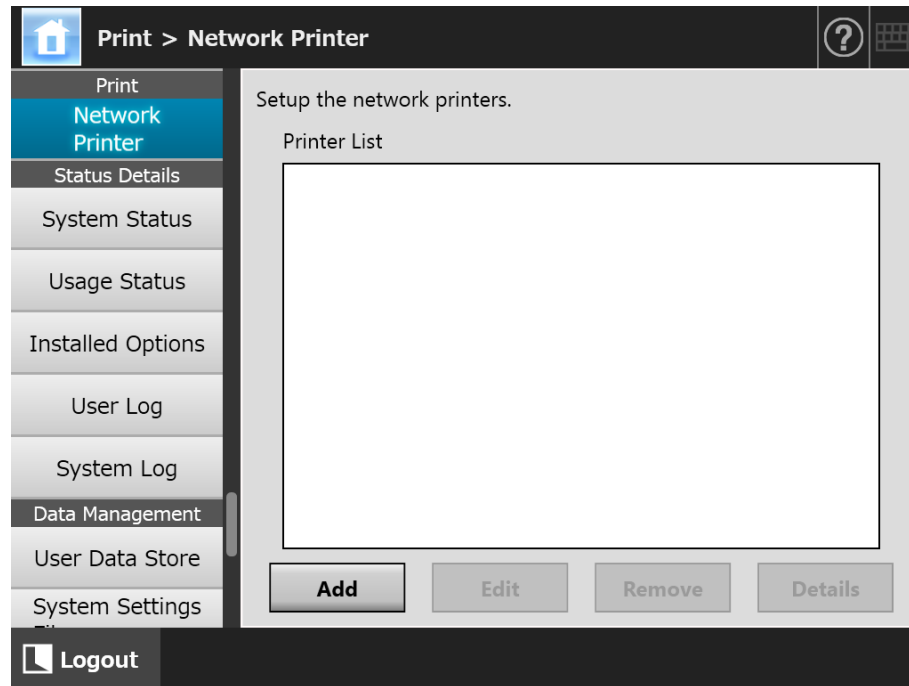 Print > Network Printer
?
Print
Network
Printer
Status Details
System Status
Usage Status
Installed Options
User Log
System Log
Data Management
User Data Store
System Settings
Setup the network printers.
Printer List
Add
Edit
Remove
Details
Logout